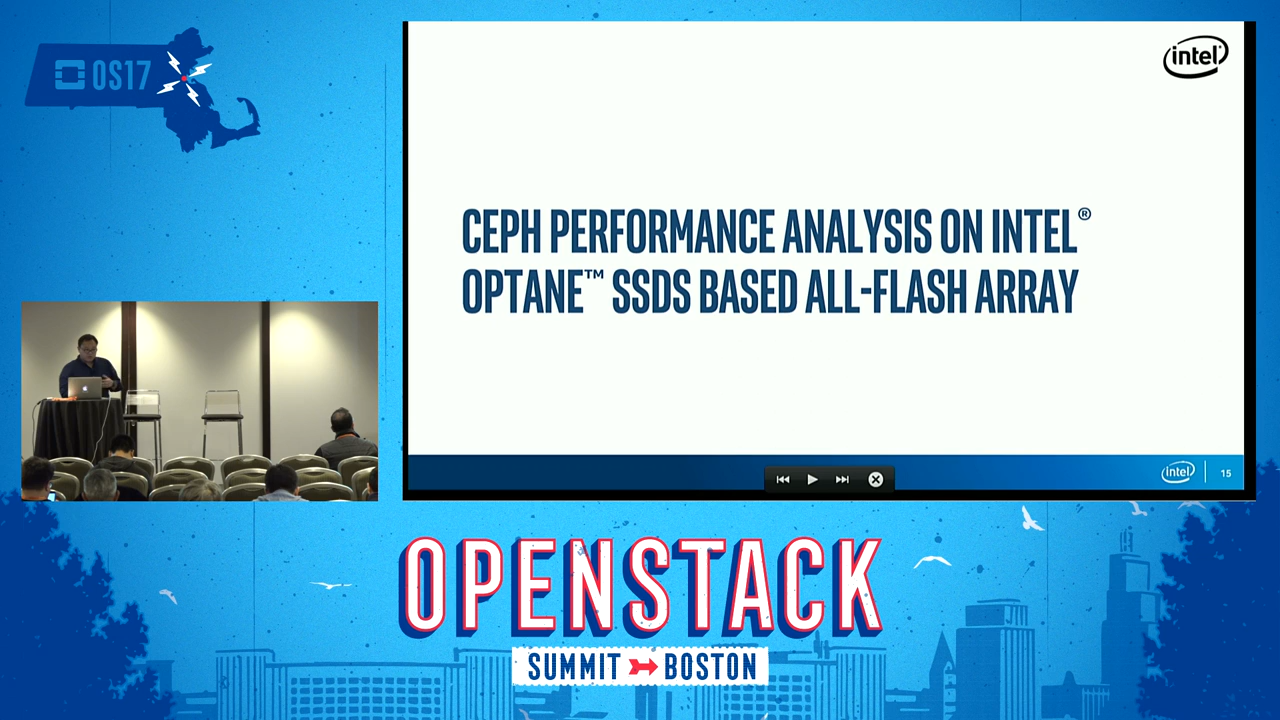 OS17
intel
CEPH PERFORMANCE ANALYSIS ON INTEL®
OPTANE™ SSDS BASED ALL-FLASH ARRAY
intel
15
OPENSTACK
SUMMIT BOSTON